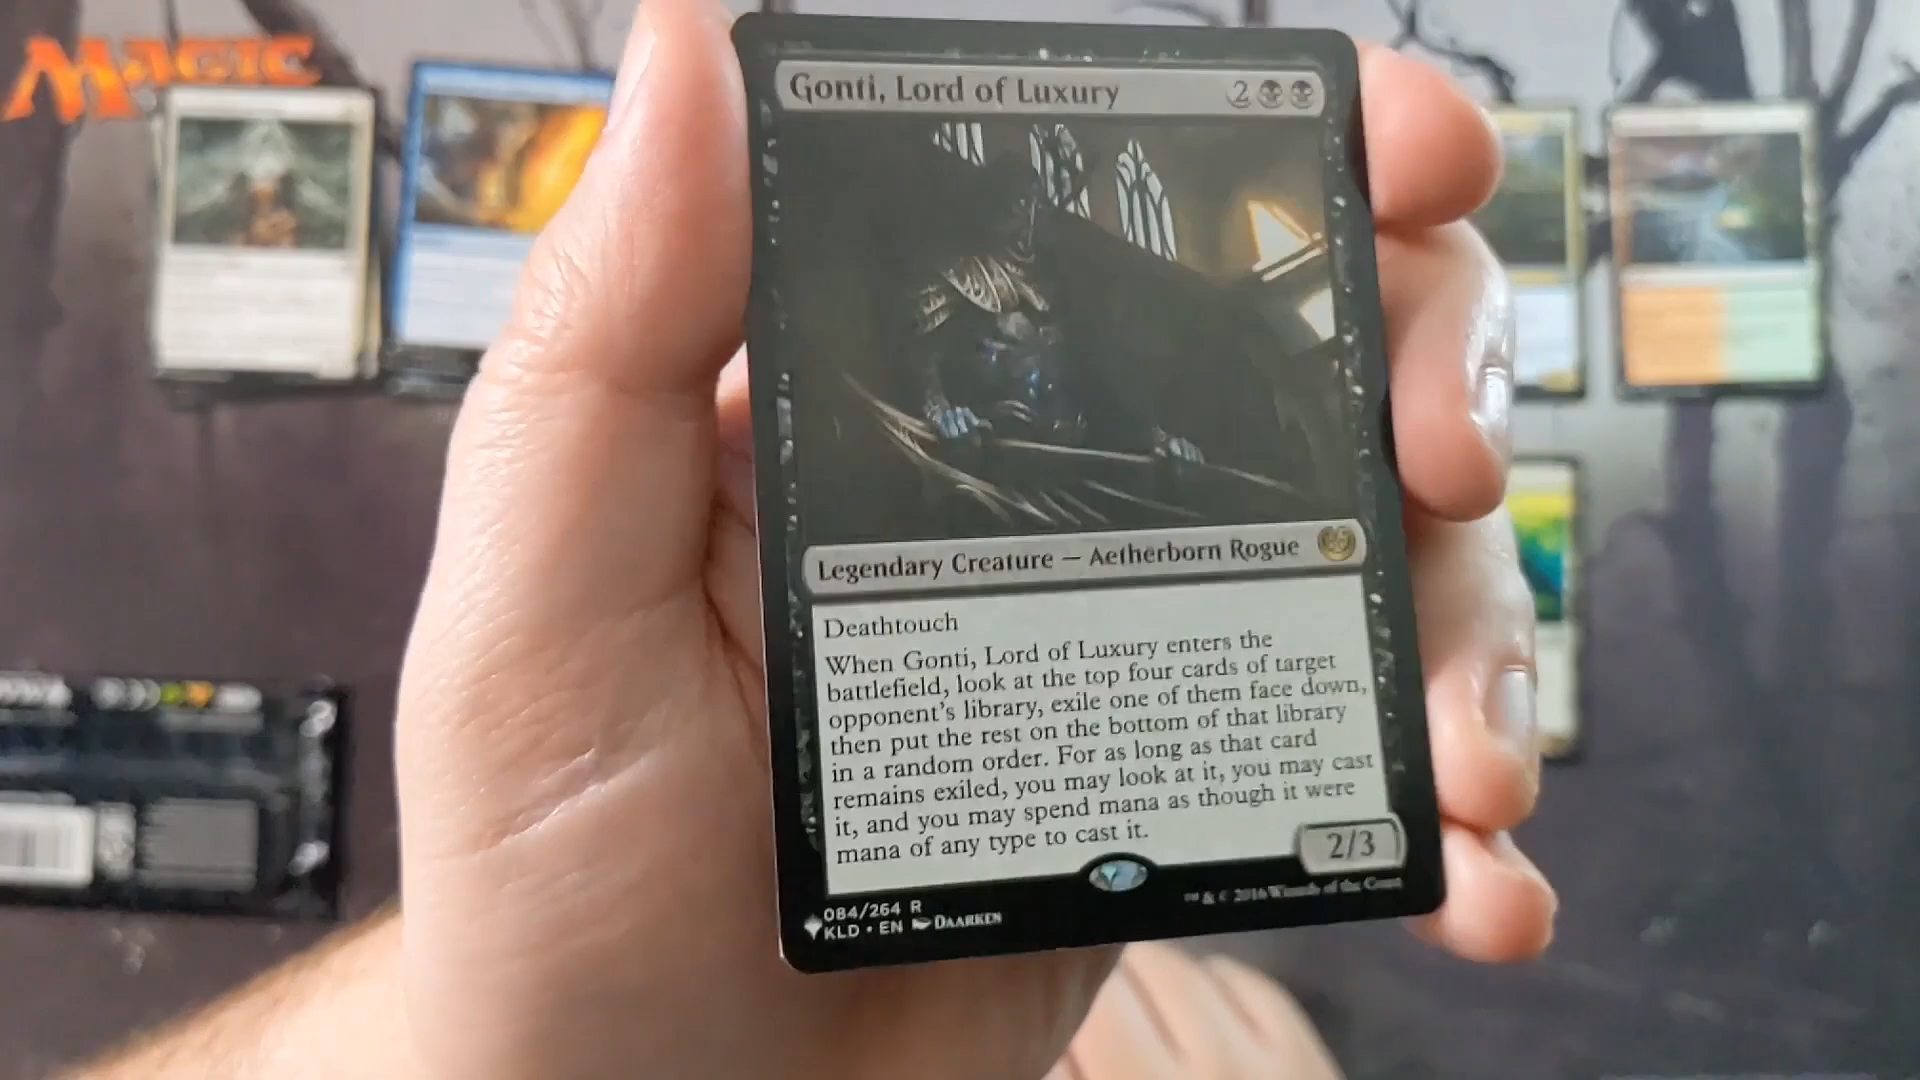 MAGIC
Gonti, Lord of Luxury 2
Legendary Creature — Aetherborn Rogue
Deathtouch
When Gonti, Lord of Luxury enters the
battlefield, look at the top four cards of target
opponent's library, exile one of them face down,
then put the rest on the bottom of that library
in a random order. For as long as that card
remains exiled, you may look at it, you may cast
it, and you may spend mana as though it were
mana of any type to cast it.
2/3
084/264 R
KLD • EN DAARKEN
™ & © 2016 Wizards of the Coast